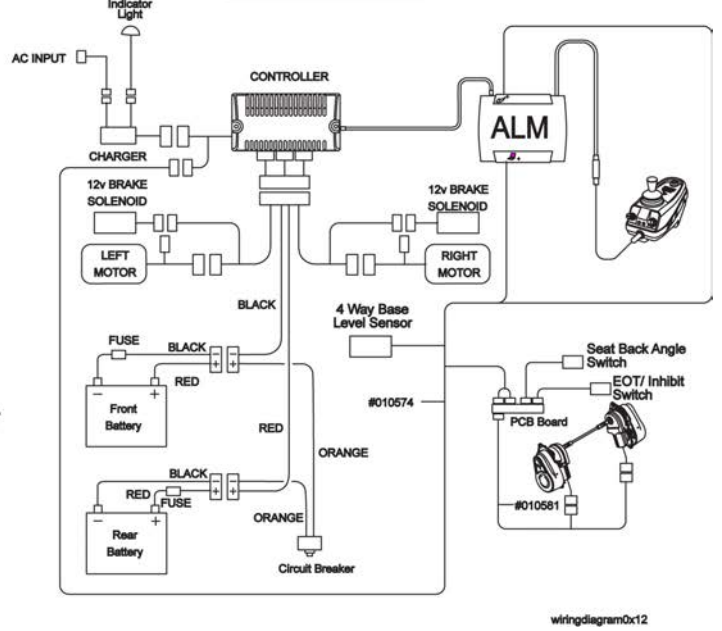 Indicator
Light
AC INPUT
CONTROLLER
ALM
CHARGER
12v BRAKE
SOLENOID
12v BRAKE
SOLENOID
LEFT
MOTOR
RIGHT
MOTOR
BLACK
4 Way Base
Level Sensor
FUSE
BLACK
Seat Back Angle
Switch
- +
- +
RED
EOT/ Inhibit
Switch
Front
Battery
#010574
PCB Board
RED
ORANGE
BLACK
RED
FUSE
- +
- +
ORANGE
#010581
Rear
Battery
Circuit Breaker
wiringdiagram0x12